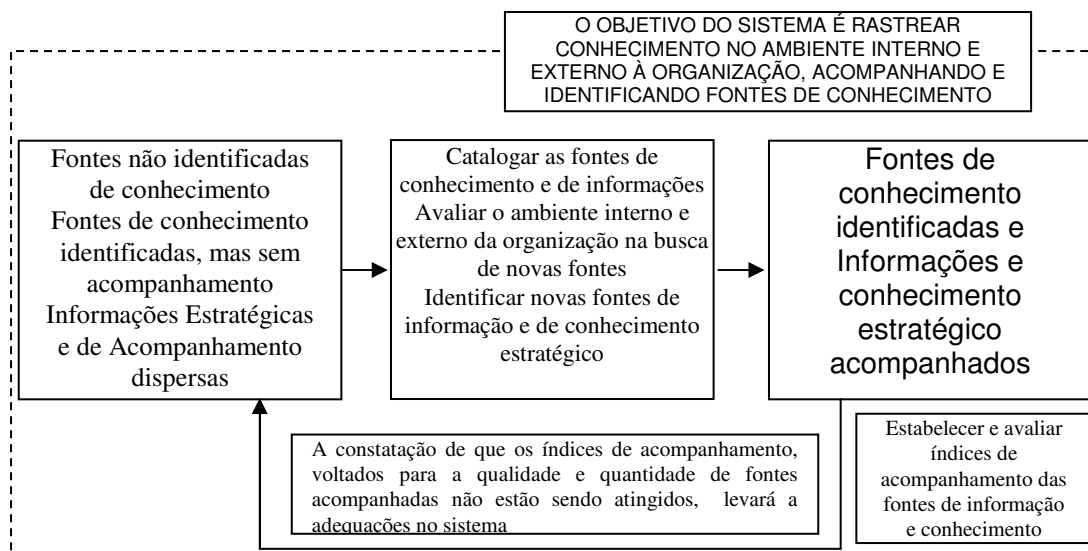 O OBJETIVO DO SISTEMA É RASTREAR
CONHECIMENTO NO AMBIENTE INTERNO E
EXTERNO À ORGANIZAÇÃO, ACOMPANHANDO E
IDENTIFICANDO FONTES DE CONHECIMENTO
Fontes não identificadas
de conhecimento
Fontes de conhecimento
identificadas, mas sem
acompanhamento
Informações Estratégicas
e de Acompanhamento
dispersas
Catalogar as fontes de
conhecimento e de informações
Avaliar o ambiente interno e
externo da organização na busca
de novas fontes
Identificar novas fontes de
informação e de conhecimento
estratégico
Fontes de
conhecimento
identificadas e
Informações e
conhecimento
estratégico
acompanhados
A constatação de que os índices de acompanhamento,
voltados para a qualidade e quantidade de fontes
acompanhadas não estão sendo atingidos, levará a
adequações no sistema
Estabelecer e avaliar
índices de
acompanhamento das
fontes de informação
e conhecimento